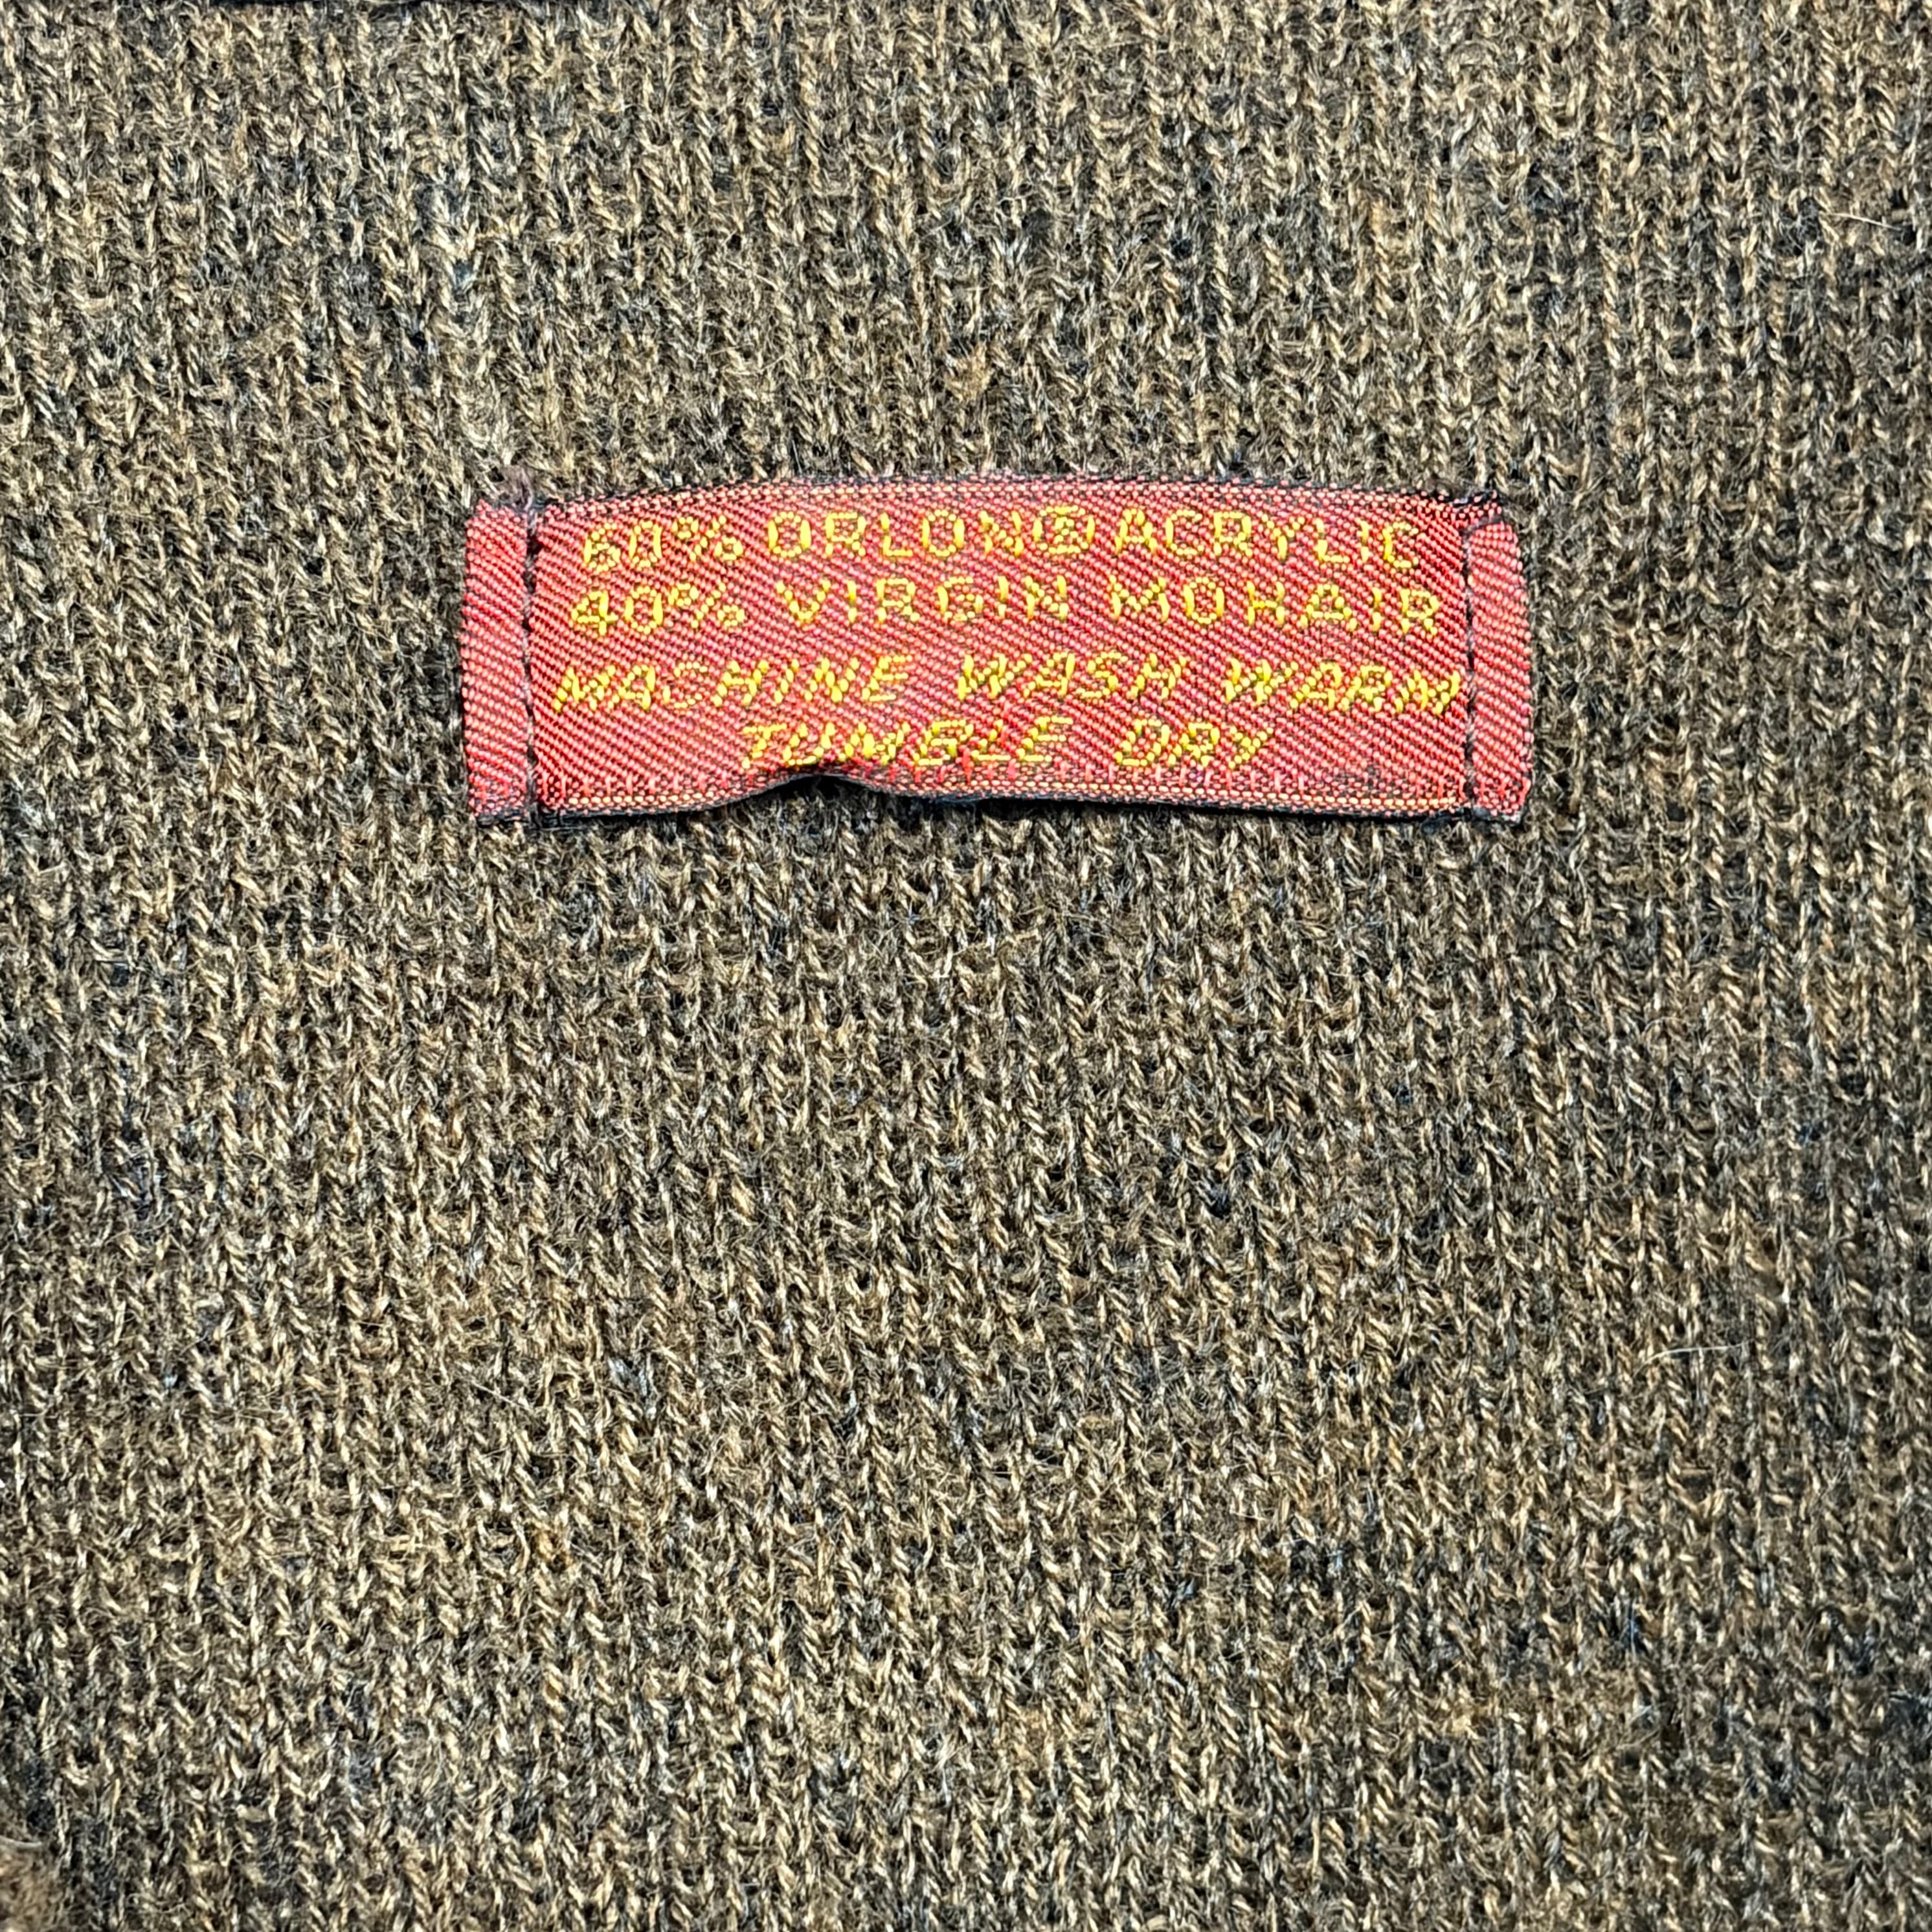 60% ORLON® ACRYLIC
40% VIRGIN MOHAIR
MACHINE WASH WARM
TUMBLE DRY